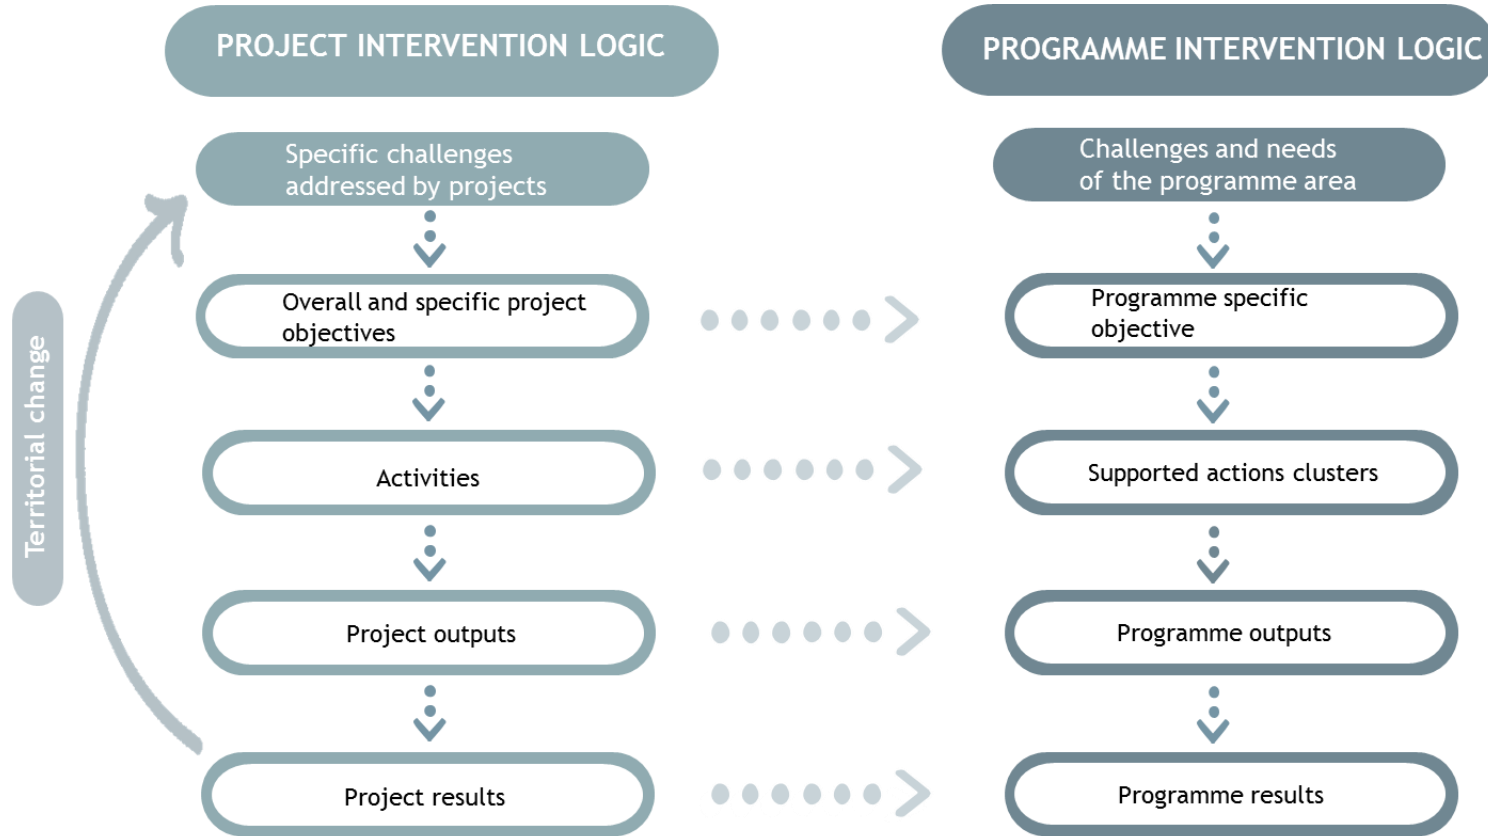 PROJECT INTERVENTION LOGIC
PROGRAMME INTERVENTION LOGIC
Specific challenges
addressed by projects
Challenges and needs
of the programme area
Overall and specific project
objectives
Programme specific
objective
Territorial change
Activities
Supported actions clusters
Project outputs
Programme outputs
Project results
Programme results